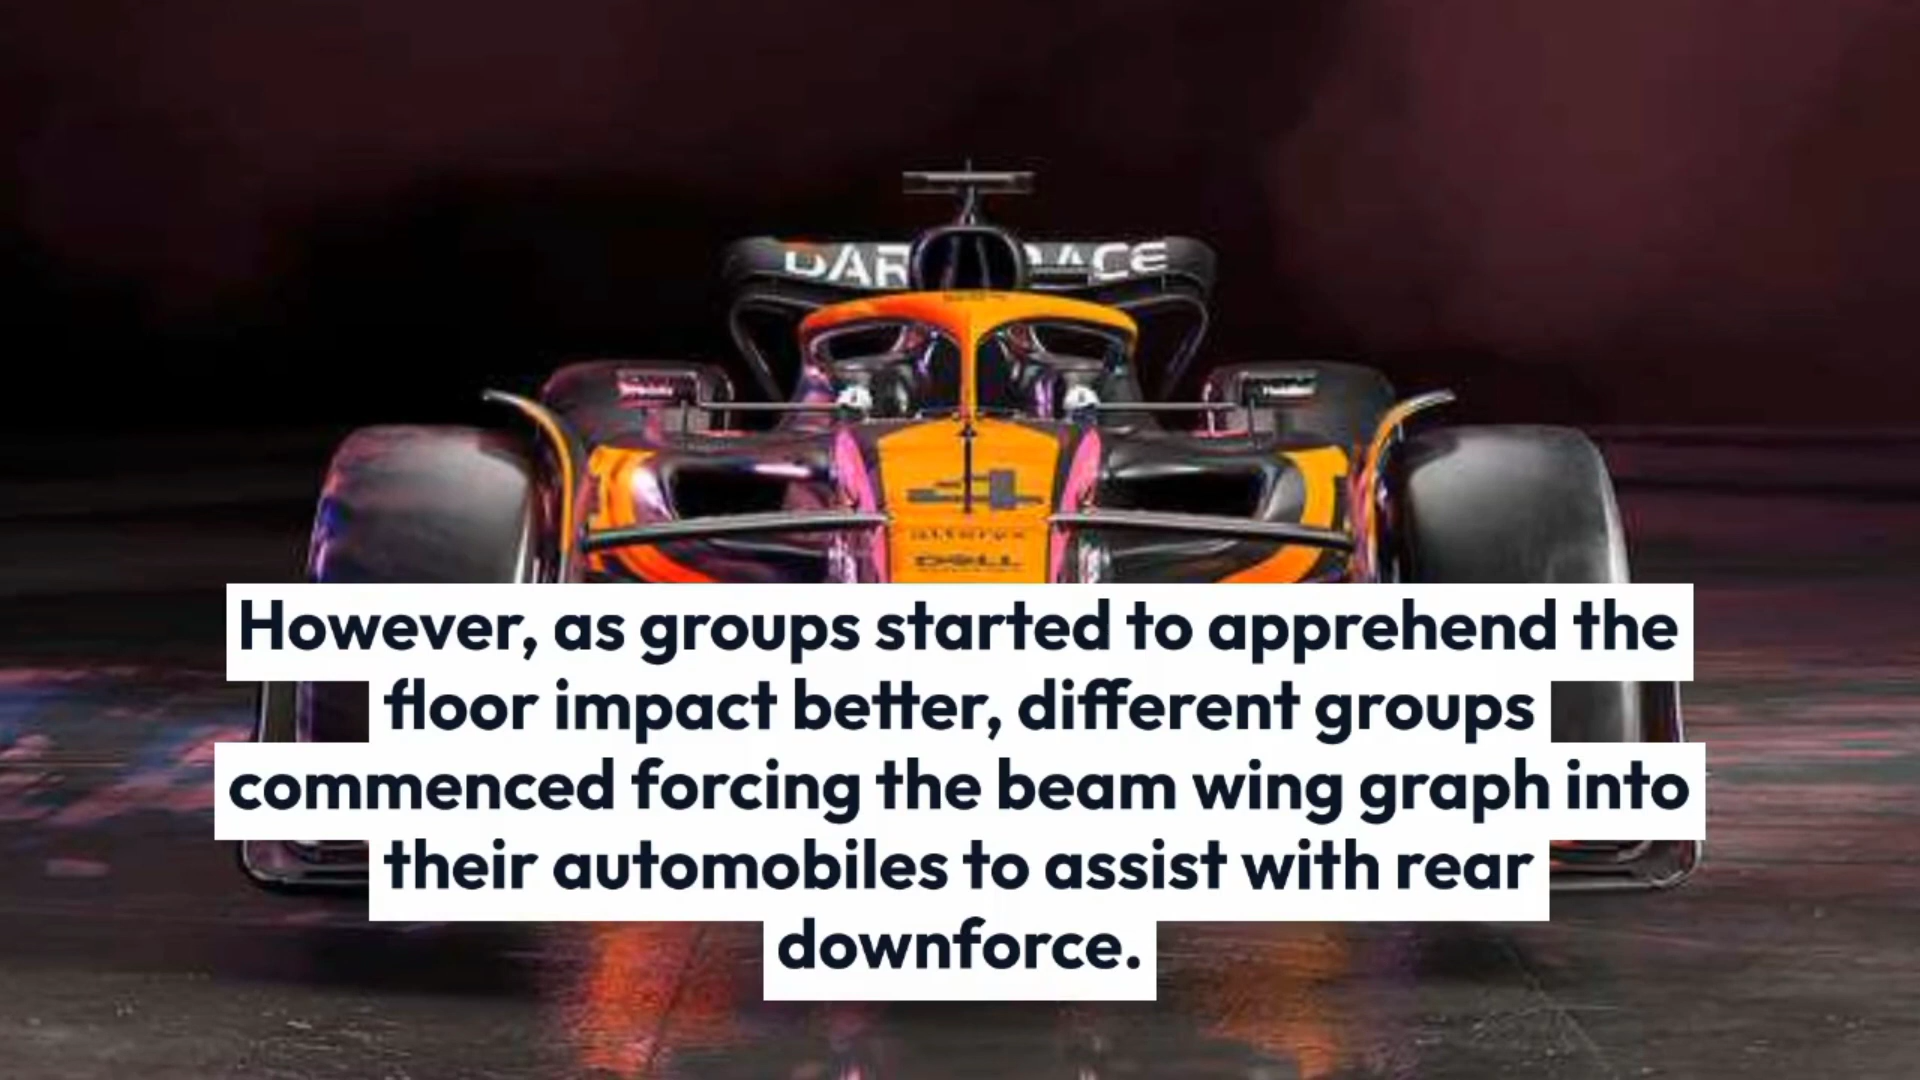 4
DELL
However, as groups started to apprehend the
floor impact better, different groups
commenced forcing the beam wing graph into
their automobiles to assist with rear
downforce.